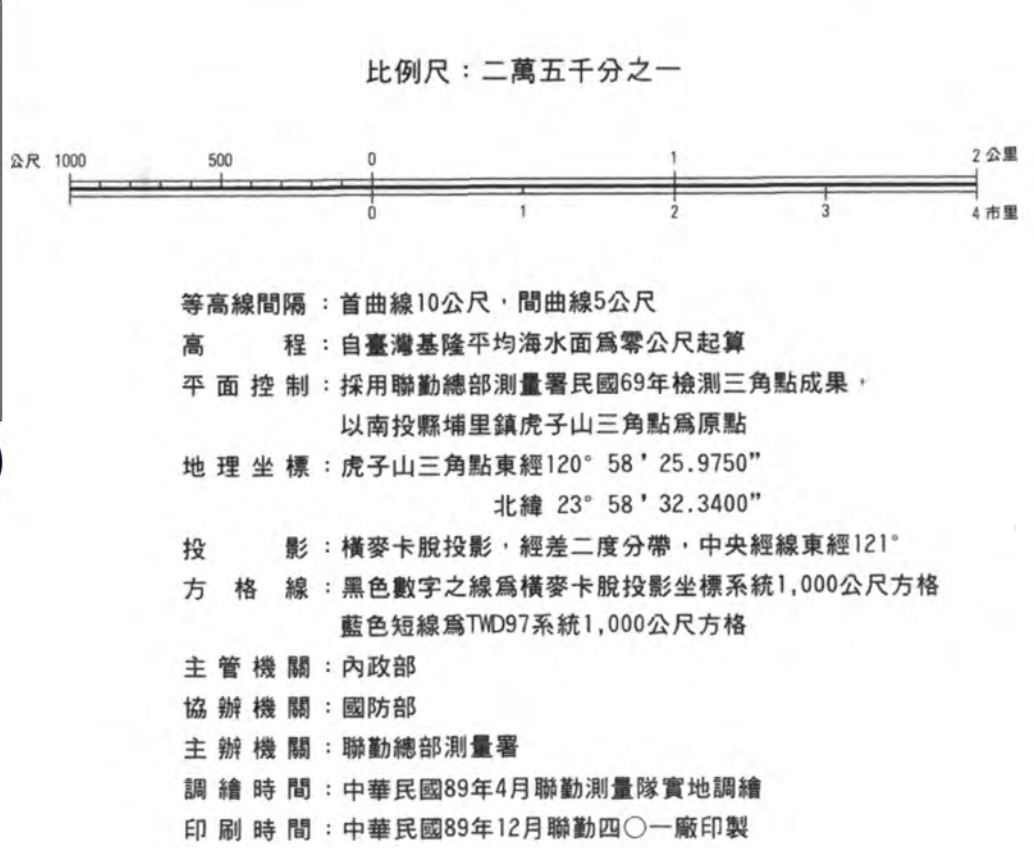 比例尺：二萬五千分之一
公尺 1000 500 0 1 2 公里
0 1 2 3 4 市里
等高線間隔：首曲線10公尺，間曲線5公尺
高程：自臺灣基隆平均海水面為零公尺起算
平面控制：採用聯勤總部測量署民國69年檢測三角點成果，
以南投縣埔里鎮虎子山三角點為原點
地理坐標：虎子山三角點東經120° 58’ 25.9750”
北緯 23° 58’ 32.3400”
投影：橫麥卡脫投影，經差二度分帶，中央經線東經121°
方格線：黑色數字之線為橫麥卡脫投影坐標系統1,000公尺方格
藍色短線為TWD97系統1,000公尺方格
主管機關：內政部
協辦機關：國防部
主辦機關：聯勤總部測量署
調繪時間：中華民國89年4月聯勤測量隊實地調繪
印刷時間：中華民國89年12月聯勤四〇一廠印製